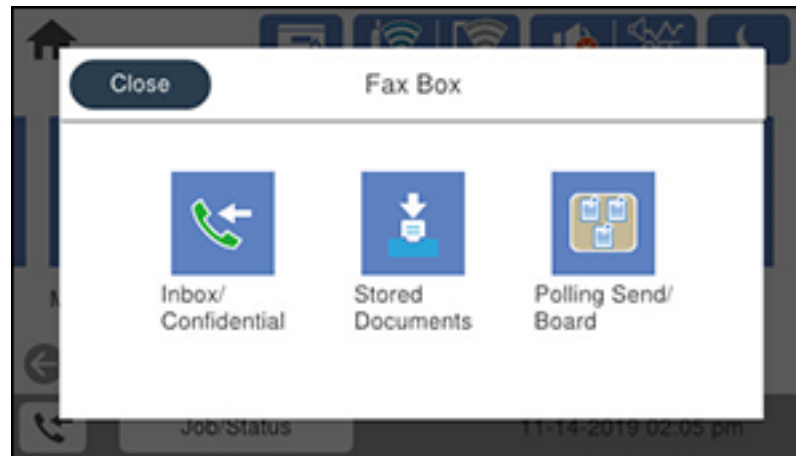 Close
Fax Box
Inbox/
Confidential
Stored
Documents
Polling Send/
Board
Job/Status
11-14-2019 02:05 pm